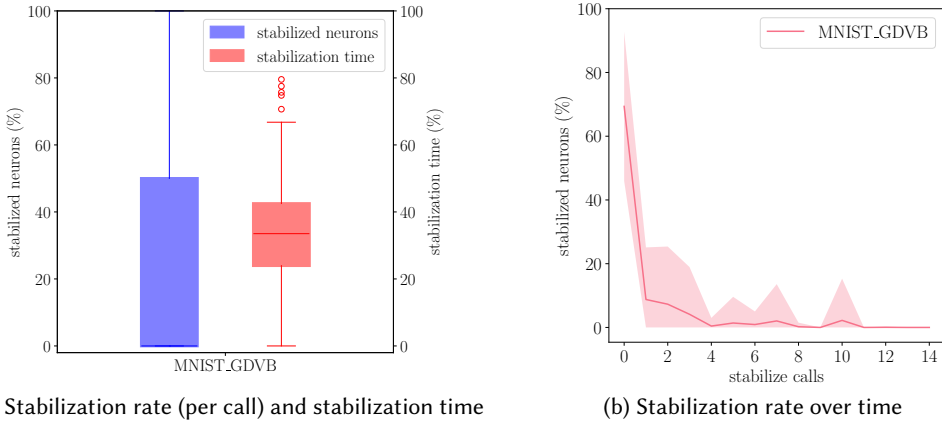 100
80
60
40
20
0
stabilized neurons (%)
stabilized neurons
stabilization time
100
80
60
40
20
0
stabilization time (%)
MNIST_GDVB
Stabilization rate (per call) and stabilization time
100
80
60
40
20
0
stabilized neurons (%)
MNIST_GDVB
0 2 4 6 8 10 12 14
stabilize calls
(b) Stabilization rate over time